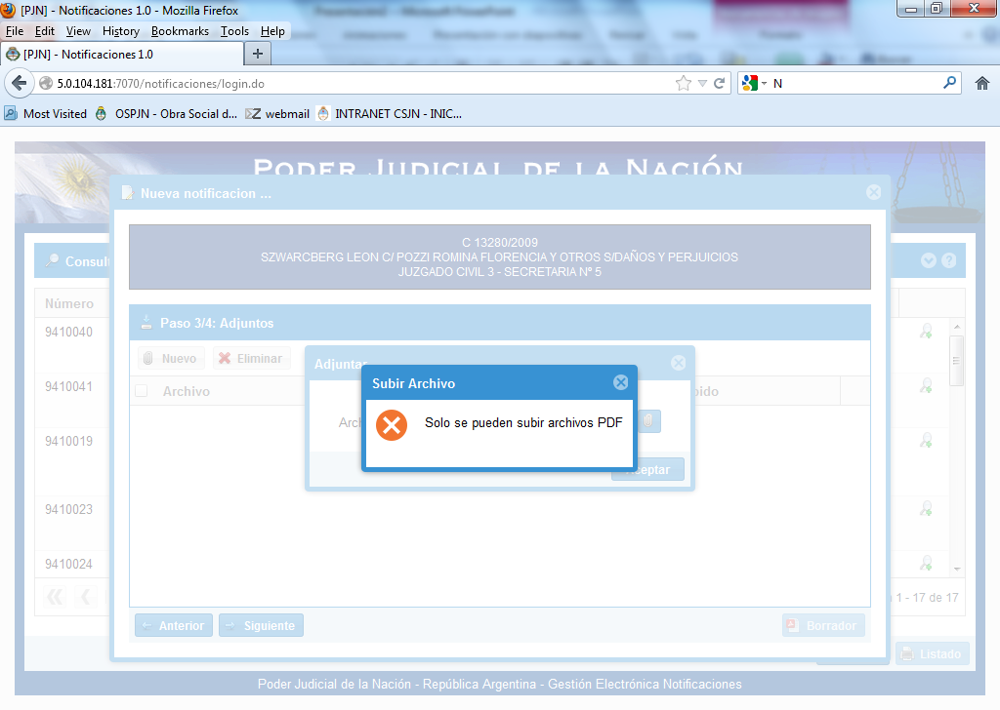 [PJN] - Notificaciones 1.0 - Mozilla Firefox
File Edit View History Bookmarks Tools Help
[PJN] - Notificaciones 1.0
5.0.104.181:7070/notificaciones/login.do
N
Most Visited OSPJN - Obra Social d... webmail INTRANET CSJN - INIC...
PODER JUDICIAL DE LA NACIÓN
Nueva notificacion ...
C 13280/2009
SZWARCBERG LEON C/ POZZI ROMINA FLORENCIA Y OTROS S/DAÑOS Y PERJUICIOS
JUZGADO CIVIL 3 - SECRETARIA Nº 5
Consul
Número
9410040
9410041
9410019
9410023
9410024
Paso 3/4: Adjuntos
Nuevo Eliminar
Archivo
Adjuntar
Subir Archivo
Solo se pueden subir archivos PDF
Anterior Siguiente Borrador
1 - 17 de 17
Listado
Poder Judicial de la Nación - República Argentina - Gestión Electrónica Notificaciones